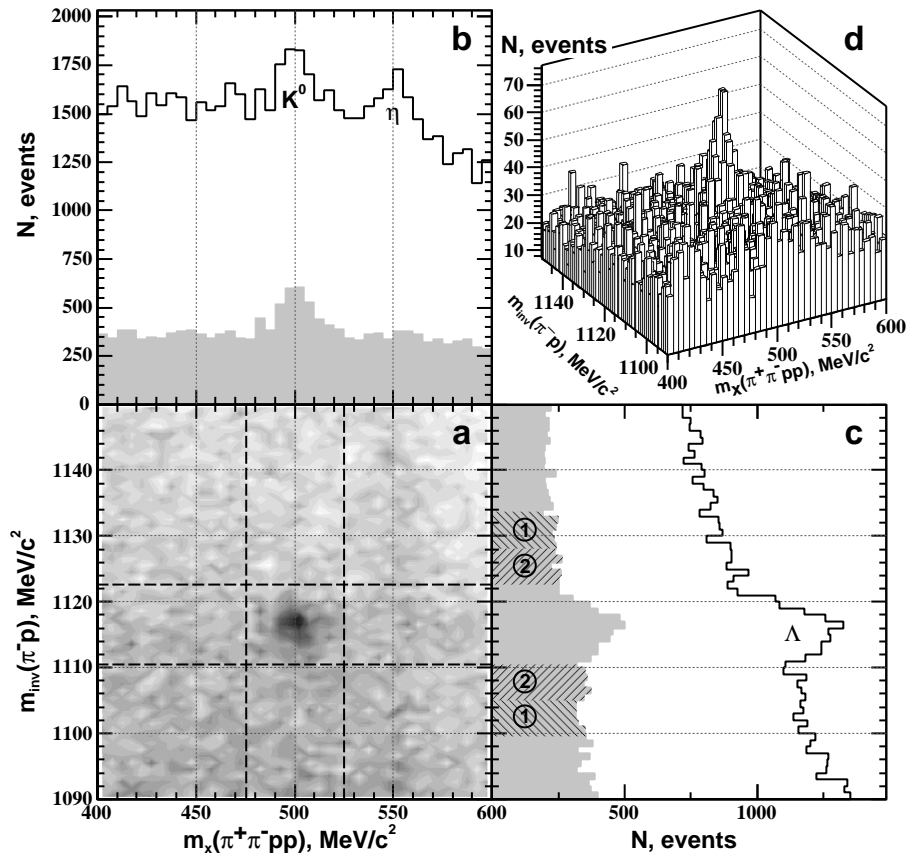 b
N, events
2000
1750
1500
1250
1000
750
500
250
0
K⁰
η
d
N, events
70
60
50
40
30
20
10
1140
1120
1100
m_inv(π⁻p), MeV/c²
400
450
500
550
600
m_x(π⁺π⁻pp), MeV/c²
a
m_inv(π⁻p), MeV/c²
1140
1130
1120
1110
1100
1090
400
450
500
550
600
m_x(π⁺π⁻pp), MeV/c²
c
①
②
Λ
②
①
500
1000
N, events